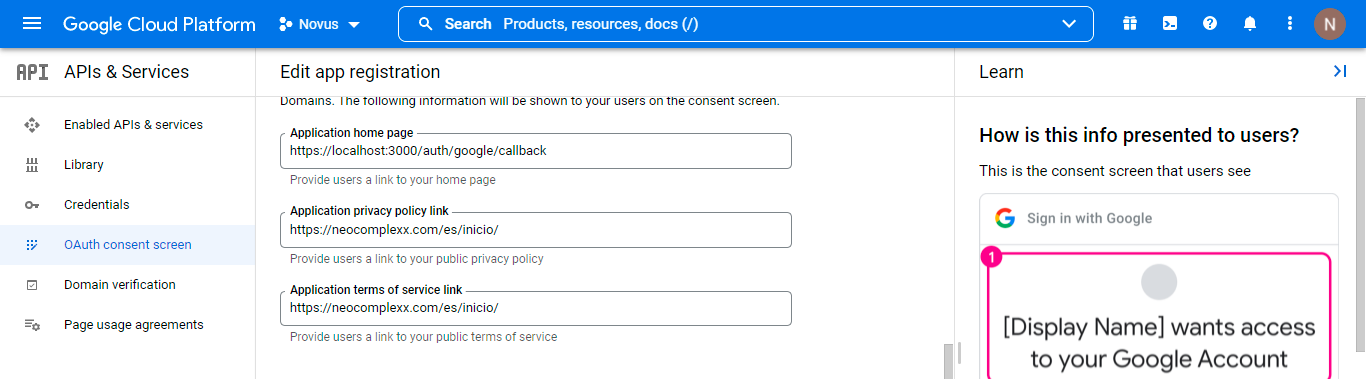 Google Cloud Platform
Novus
Search Products, resources, docs (/)
N
API APIs & Services
Edit app registration
Learn
Enabled APIs & services
Library
Credentials
OAuth consent screen
Domain verification
Page usage agreements
Domains. The following information will be shown to your users on the consent screen.
Application home page
https://localhost:3000/auth/google/callback
Provide users a link to your home page
Application privacy policy link
https://neocomplexx.com/es/inicio/
Provide users a link to your public privacy policy
Application terms of service link
https://neocomplexx.com/es/inicio/
Provide users a link to your public terms of service
How is this info presented to users?
This is the consent screen that users see
G Sign in with Google
1
[Display Name] wants access
to your Google Account